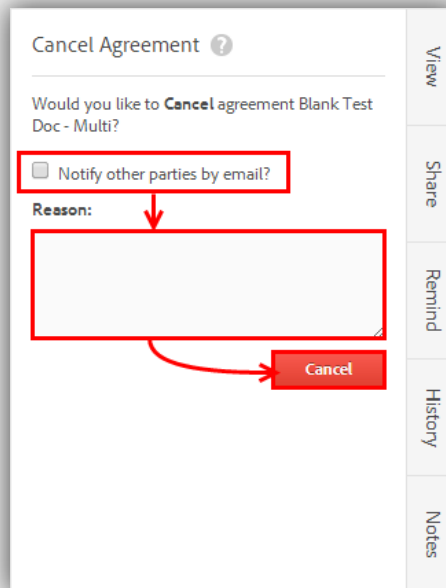 Cancel Agreement ?
Would you like to Cancel agreement Blank Test
Doc - Multi?
Notify other parties by email?
Reason:
Cancel
View
Share
Remind
History
Notes